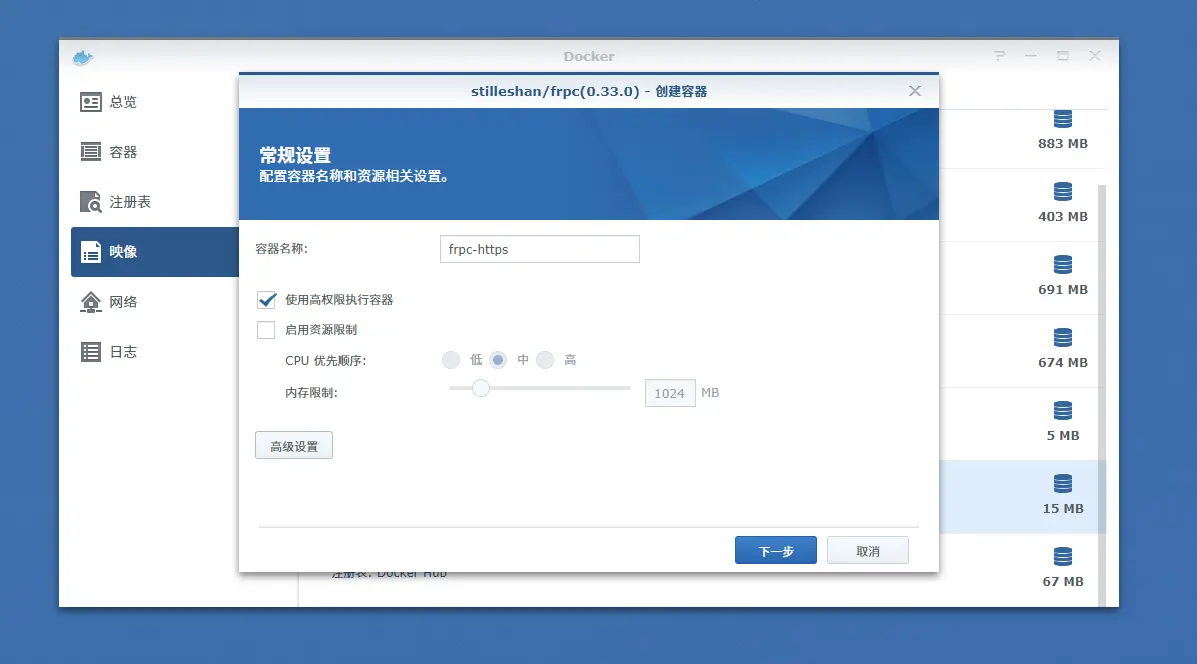 Docker
总览
容器
注册表
映像
网络
日志
stilleshan/frpc(0.33.0) - 创建容器
常规设置
配置容器名称和资源相关设置。
容器名称:
frpc-https
使用高权限执行容器
启用资源限制
CPU 优先顺序:
低 中 高
内存限制:
1024 MB
高级设置
下一步
取消
883 MB
403 MB
691 MB
674 MB
5 MB
15 MB
67 MB
注册表: Docker Hub